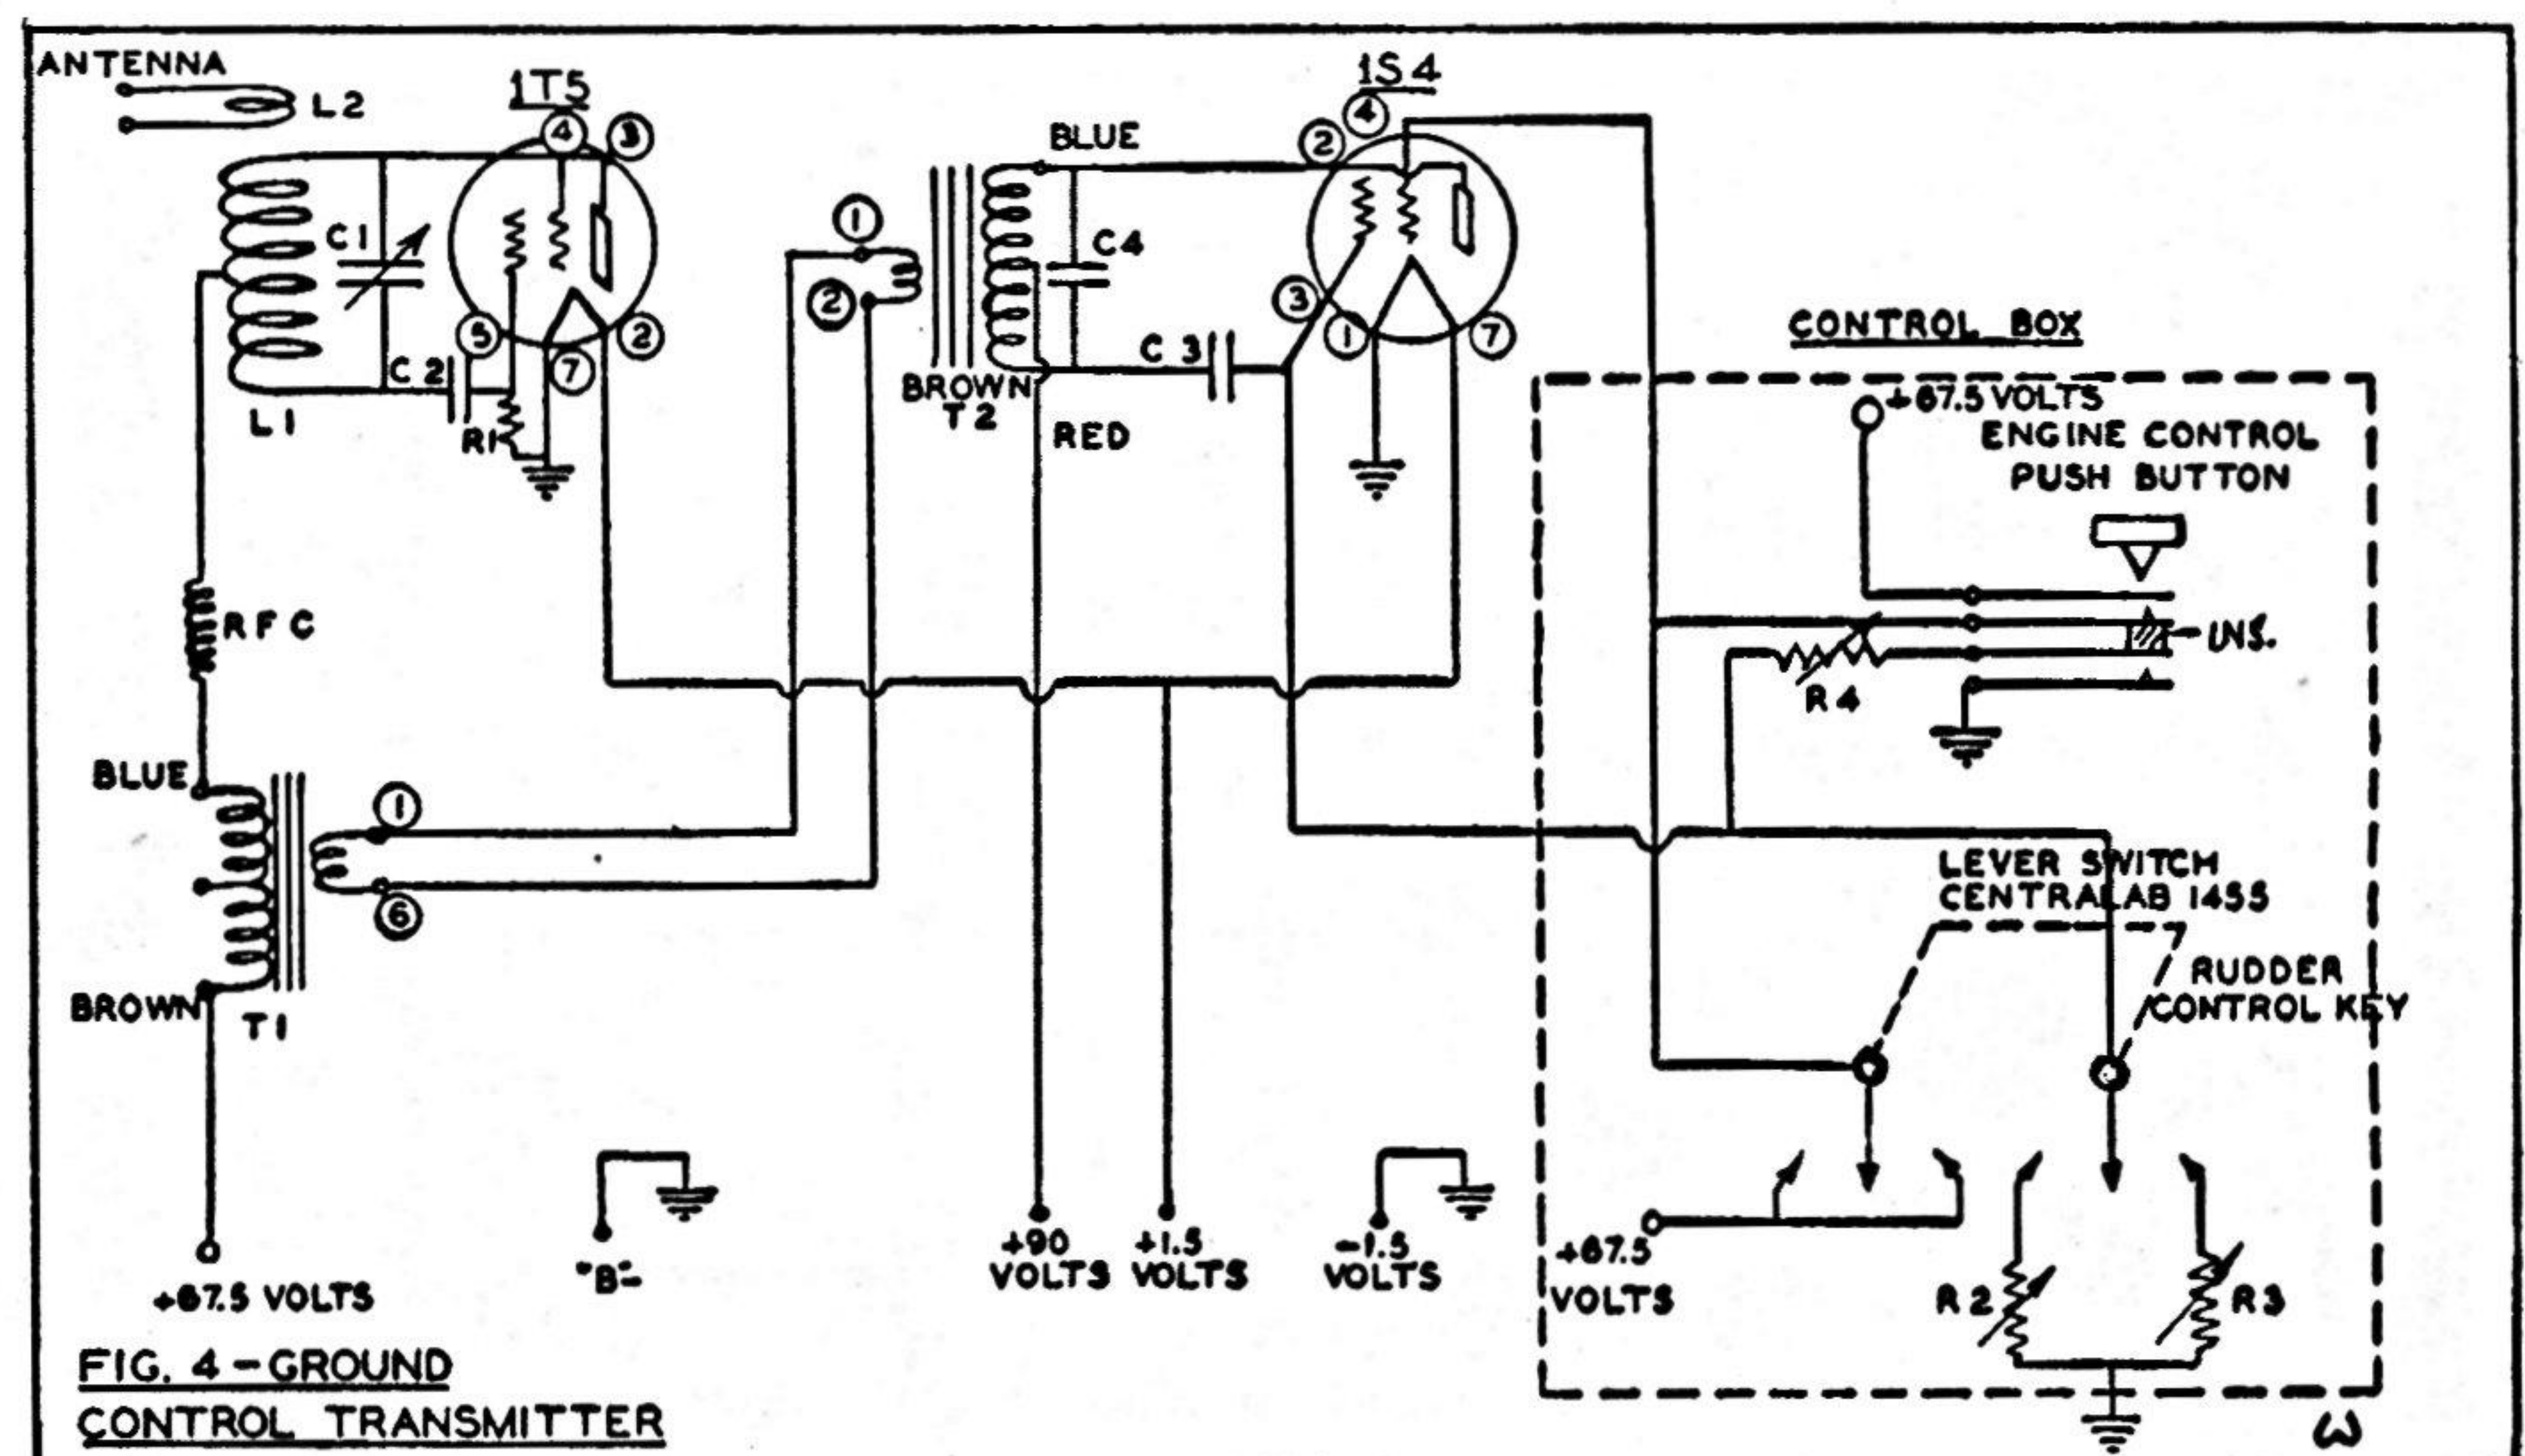 ANTENNA
L2
1T5
4
3
L1
C1
C2
5
7
2
R1
RFC
BLUE
BROWN
T1
1
6
+67.5 VOLTS
"B"-
BLUE
1
2
BROWN
T2
RED
C4
C3
1S4
4
2
3
1
7
+90
VOLTS
+1.5
VOLTS
-1.5
VOLTS
CONTROL BOX
+67.5 VOLTS
ENGINE CONTROL
PUSH BUTTON
INS.
R4
LEVER SWITCH
CENTRALAB 1455
RUDDER
CONTROL KEY
+67.5
VOLTS
R2
R3
FIG. 4 - GROUND
CONTROL TRANSMITTER